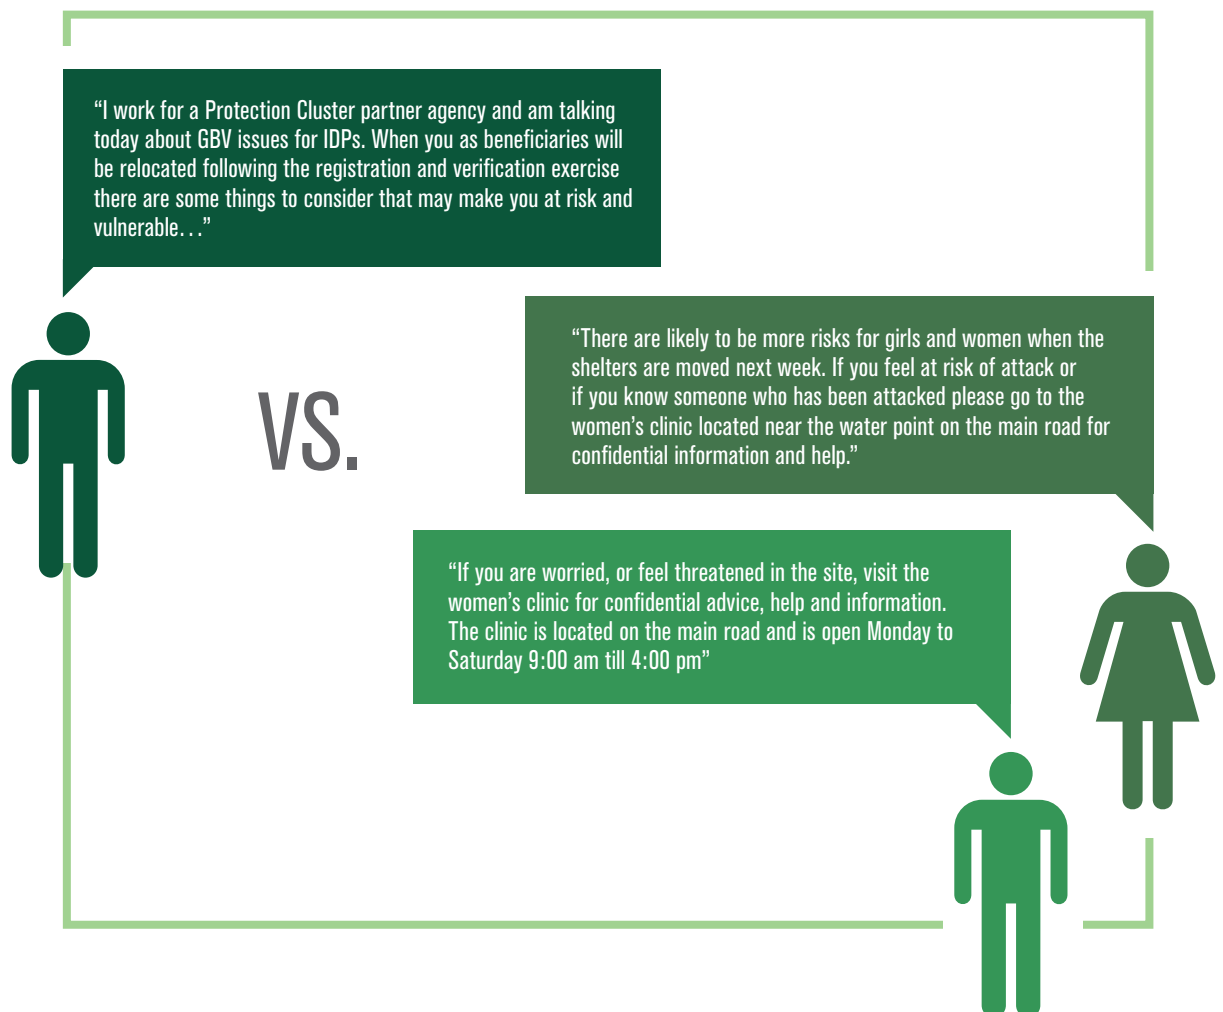 “I work for a Protection Cluster partner agency and am talking
today about GBV issues for IDPs. When you as beneficiaries will
be relocated following the registration and verification exercise
there are some things to consider that may make you at risk and
vulnerable…”
VS.
“There are likely to be more risks for girls and women when the
shelters are moved next week. If you feel at risk of attack or
if you know someone who has been attacked please go to the
women’s clinic located near the water point on the main road for
confidential information and help.”
“If you are worried, or feel threatened in the site, visit the
women’s clinic for confidential advice, help and information.
The clinic is located on the main road and is open Monday to
Saturday 9:00 am till 4:00 pm”